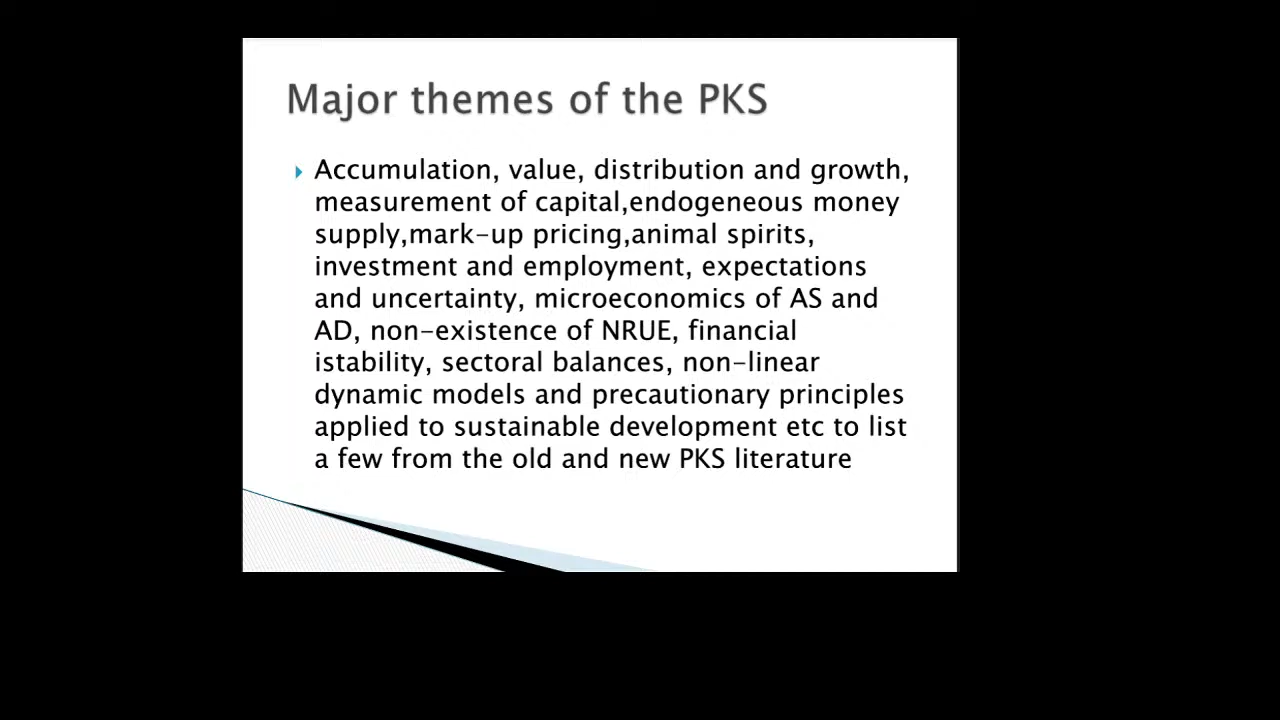 Major themes of the PKS
Accumulation, value, distribution and growth,
measurement of capital,endogeneous money
supply,mark-up pricing,animal spirits,
investment and employment, expectations
and uncertainty, microeconomics of AS and
AD, non-existence of NRUE, financial
istability, sectoral balances, non-linear
dynamic models and precautionary principles
applied to sustainable development etc to list
a few from the old and new PKS literature